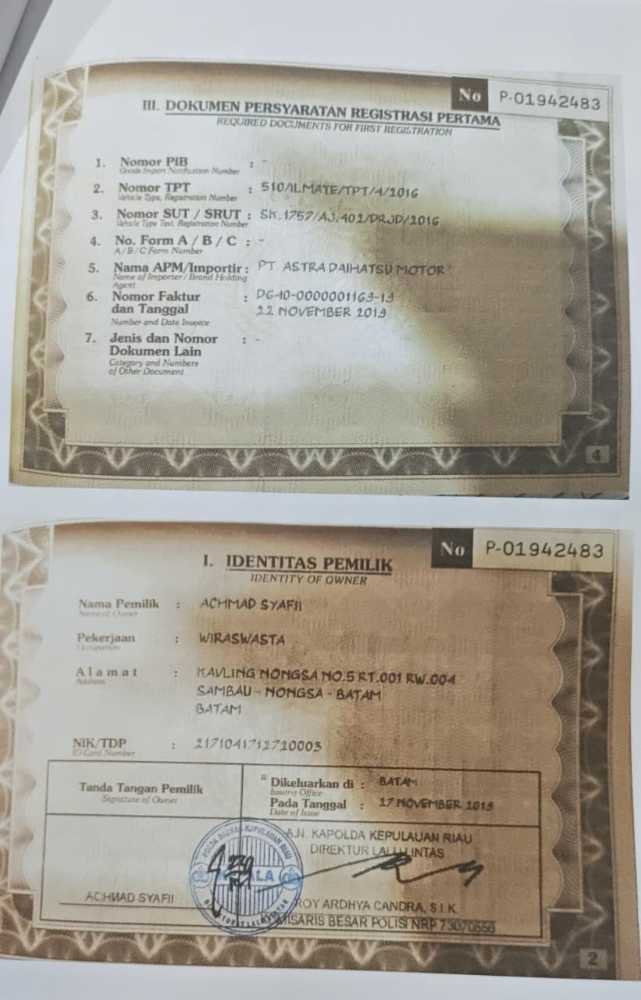 No P-01942483
III. DOKUMEN PERSYARATAN REGISTRASI PERTAMA
REQUIRED DOCUMENTS FOR FIRST REGISTRATION
1. Nomor PIB : -
Goods Import Notification Number
2. Nomor TPT : 510/ILMATE/TPT/4/2016
Vehicle Type, Registration Number
3. Nomor SUT / SRUT : SK.1757/AJ.402/DRJD/2016
Vehicle Type Test, Registration Number
4. No. Form A / B / C : -
A / B / C Form Number
5. Nama APM/Importir : PT. ASTRA DAIHATSU MOTOR
Name of Importer / Brand Holding
Agent
6. Nomor Faktur : DG-10-0000001169-19
dan Tanggal 22 NOVEMBER 2019
Number and Date Invoice
7. Jenis dan Nomor : -
Dokumen Lain
Category and Numbers
of Other Document
4
No P-01942483
I. IDENTITAS PEMILIK
IDENTITY OF OWNER
Nama Pemilik : ACHMAD SYAFII
Name of Owner
Pekerjaan : WIRASWASTA
Occupation
Alamat : KAVLING NONGSA NO.5 RT.001 RW.004
Address
SAMBAU - NONGSA - BATAM
BATAM
NIK/TDP : 2171041712710003
ID Card Number
Tanda Tangan Pemilik
Signature of Owner
Dikeluarkan di : BATAM
Issuing Office
Pada Tanggal : 27 NOVEMBER 2019
Date of Issue
A.N. KAPOLDA KEPULAUAN RIAU
DIREKTUR LALU LINTAS
ACHMAD SYAFII
ROY ARDHYA CANDRA, S.I.K
BESAR POLISI NRP 73070556
2